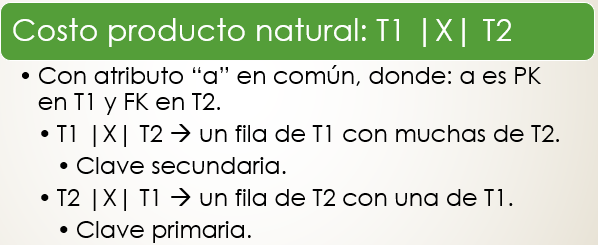 Costo producto natural: T1 |X| T2
• Con atributo “a” en común, donde: a es PK
en T1 y FK en T2.
• T1 |X| T2 → un fila de T1 con muchas de T2.
• Clave secundaria.
• T2 |X| T1 → un fila de T2 con una de T1.
• Clave primaria.